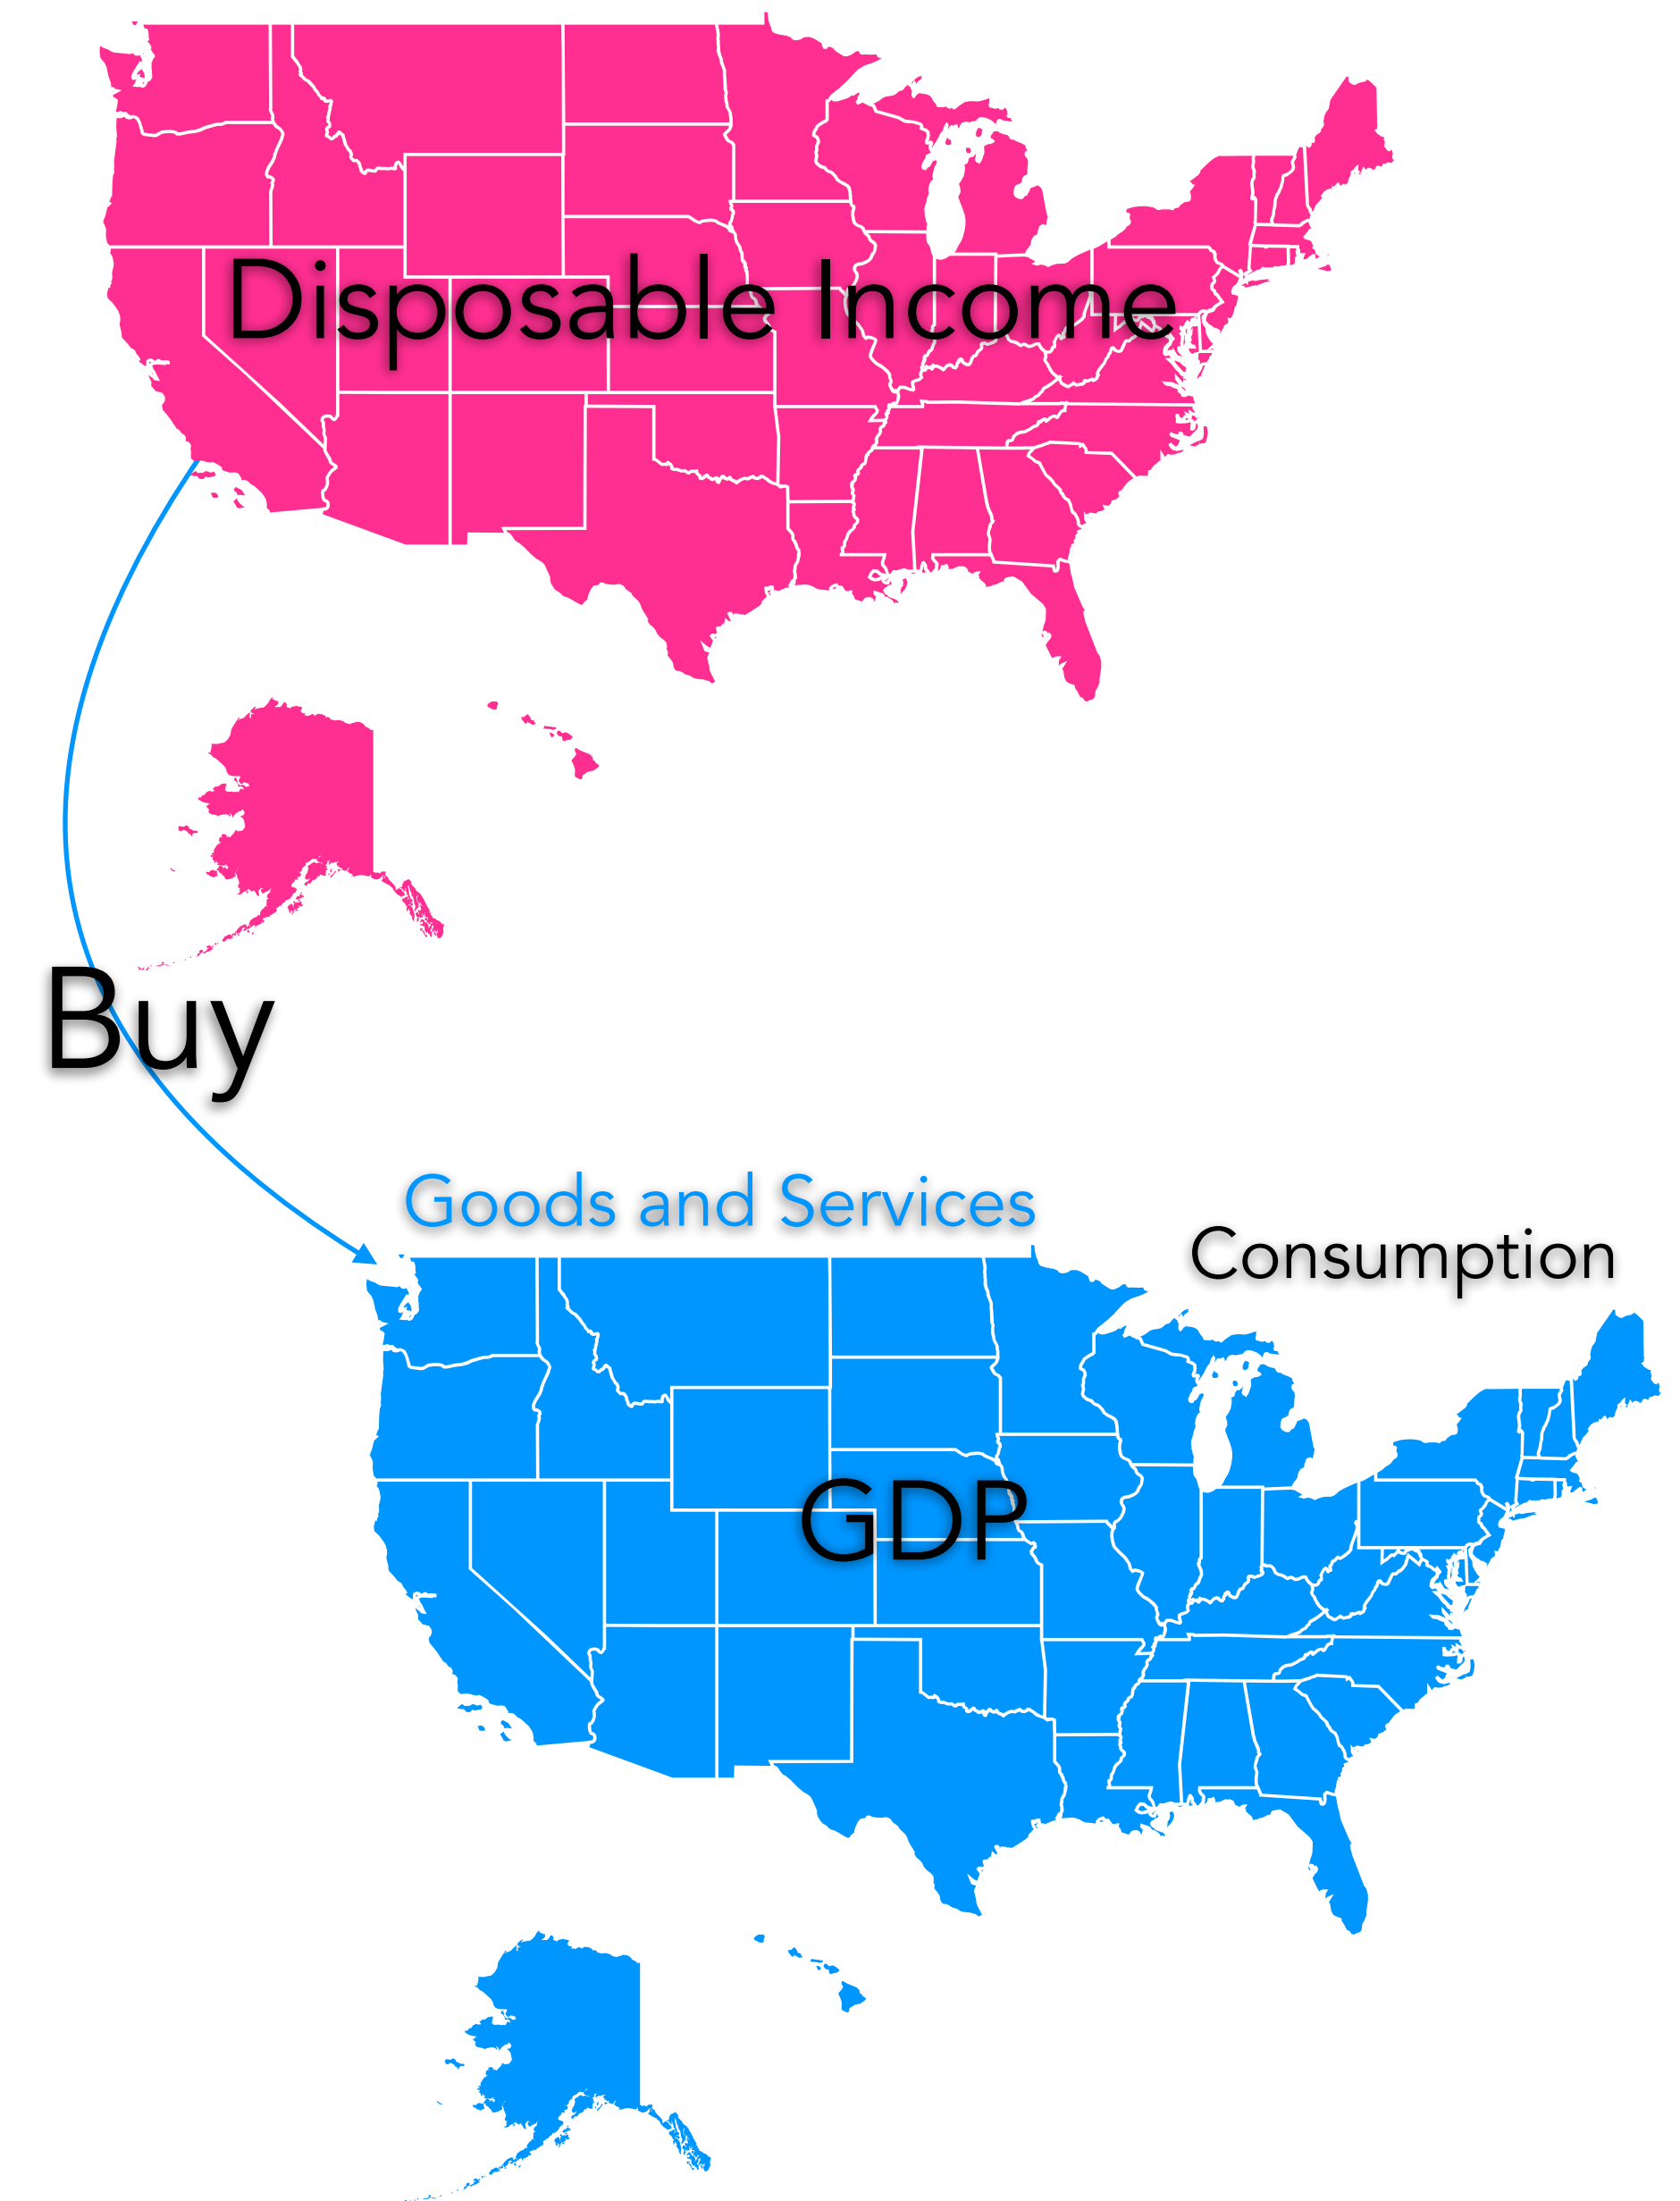 Disposable Income
Buy
Goods and Services
Consumption
GDP